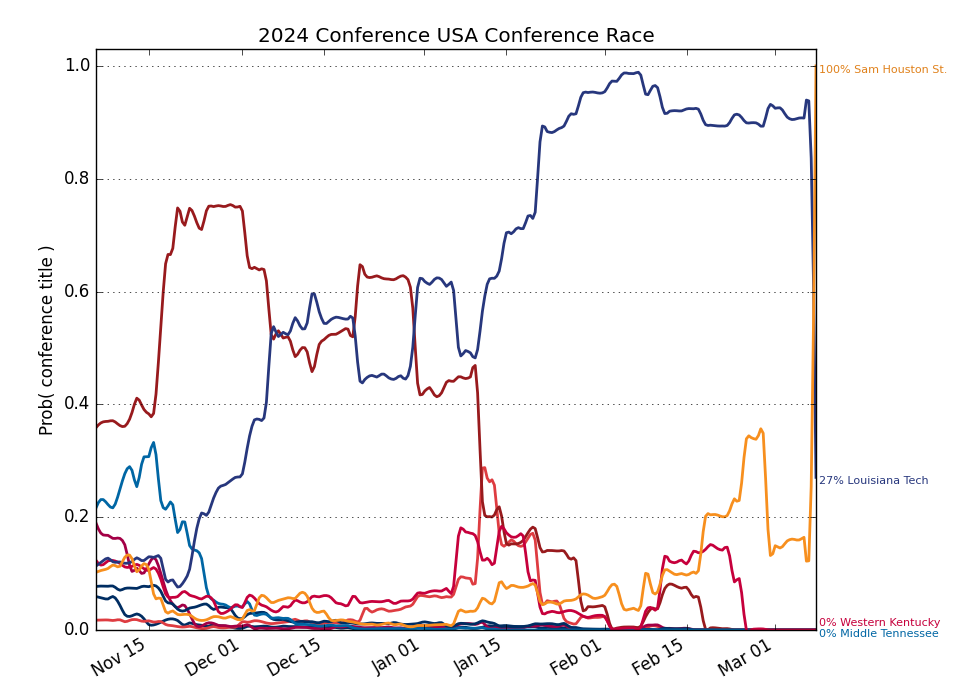 2024 Conference USA Conference Race
Prob( conference title )
1.0
0.8
0.6
0.4
0.2
0.0
Nov 15
Dec 01
Dec 15
Jan 01
Jan 15
Feb 01
Feb 15
Mar 01
100% Sam Houston St.
27% Louisiana Tech
0% Western Kentucky
0% Middle Tennessee